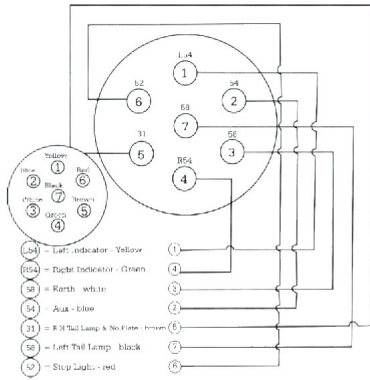 L54
1
52
6
54
2
58
7
31
5
58
3
R54
4
Yellow
1
Blue
2
Red
6
Black
7
White
3
Brown
5
Green
4
L54 = Left Indicator - Yellow 1
R54 = Right Indicator - Green 4
58 = Earth - white 3
54 = Aux - blue 2
31 = R H Tail Lamp & No Plate - brown 5
58 = Left Tail Lamp - black 7
52 = Stop Light - red 6